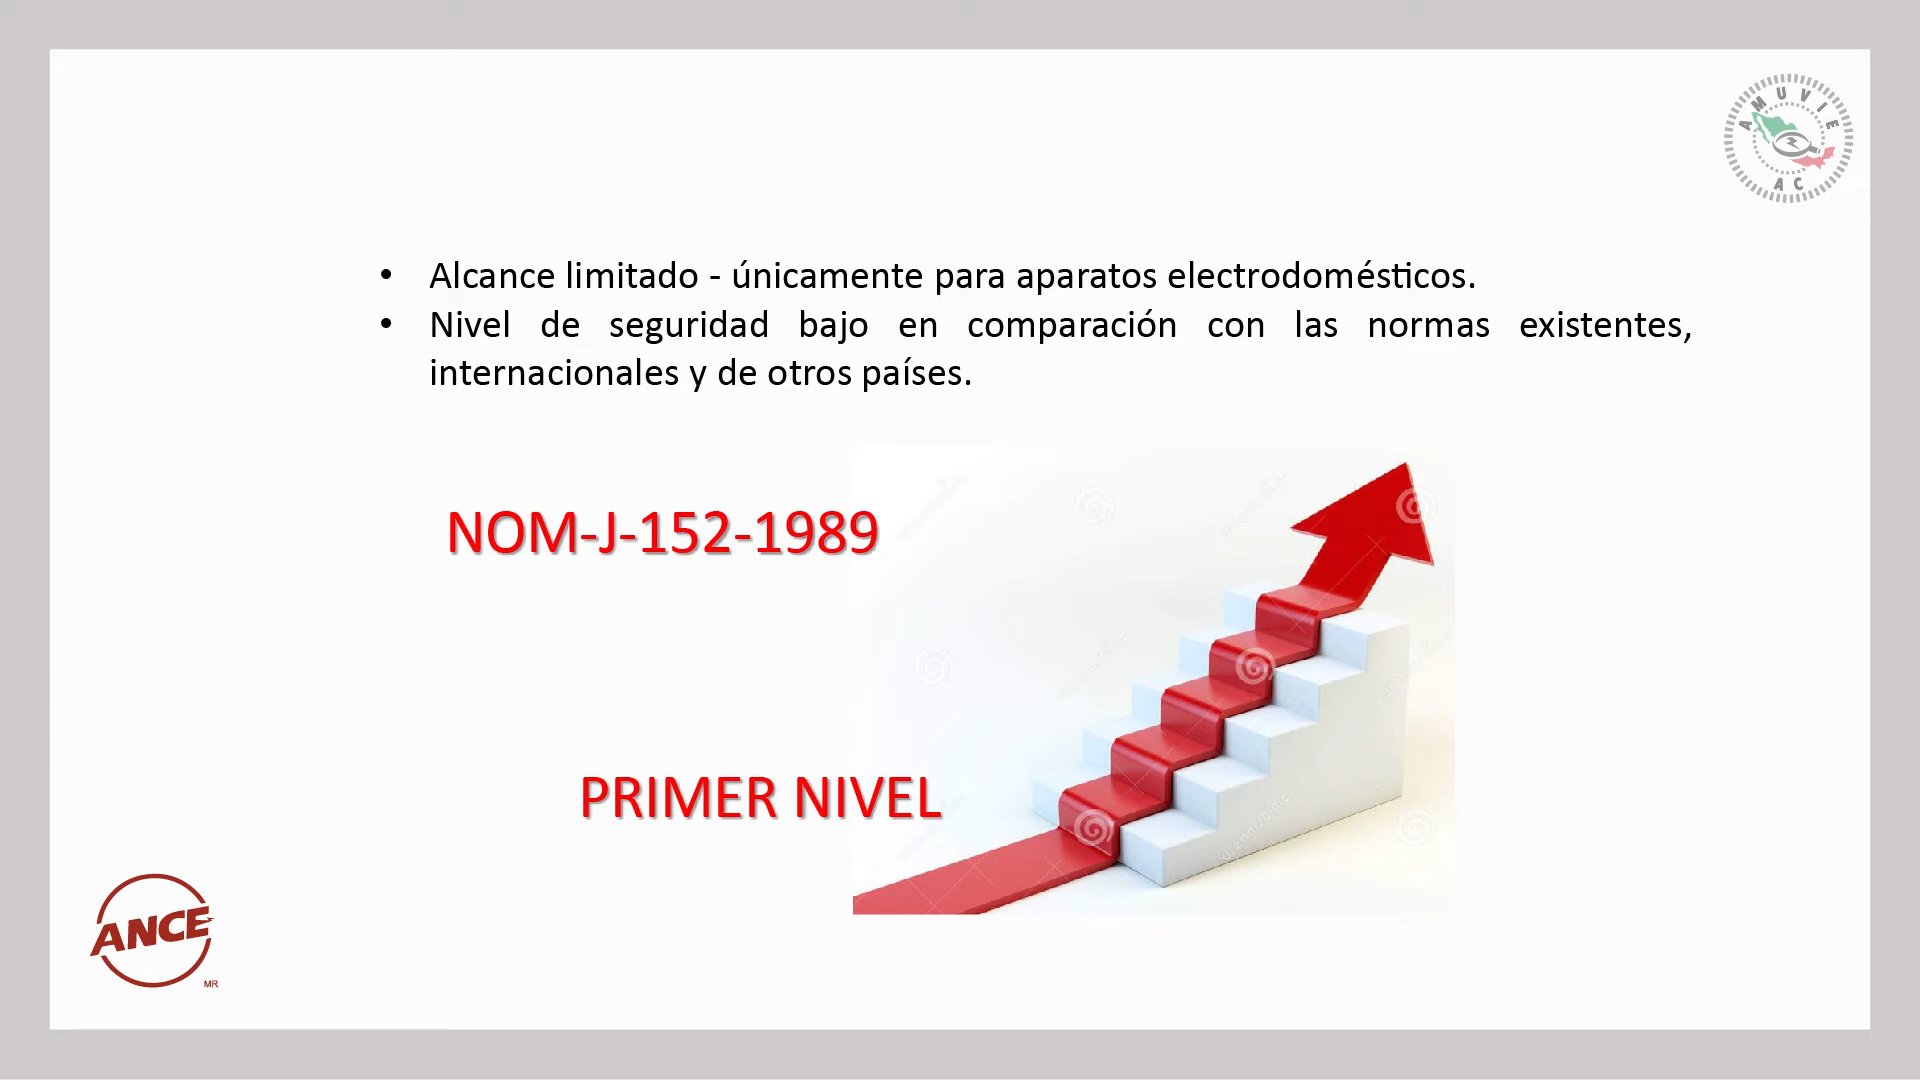 AMUVIE
AC
• Alcance limitado - únicamente para aparatos electrodomésticos.
• Nivel de seguridad bajo en comparación con las normas existentes,
internacionales y de otros países.
NOM-J-152-1989
PRIMER NIVEL
ANCE
MR